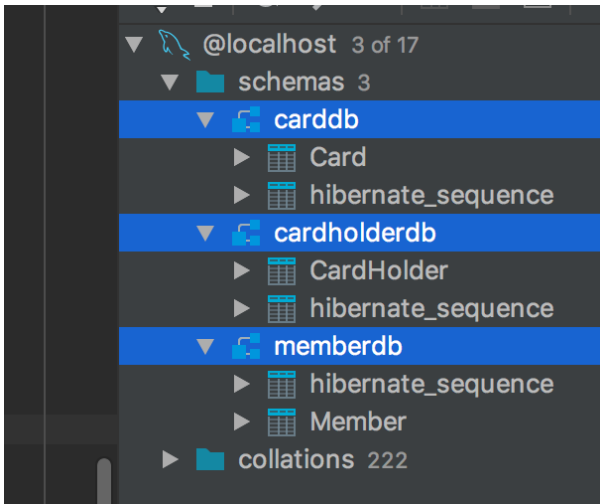 @localhost 3 of 17
schemas 3
carddb
Card
hibernate_sequence
cardholderdb
CardHolder
hibernate_sequence
memberdb
hibernate_sequence
Member
collations 222